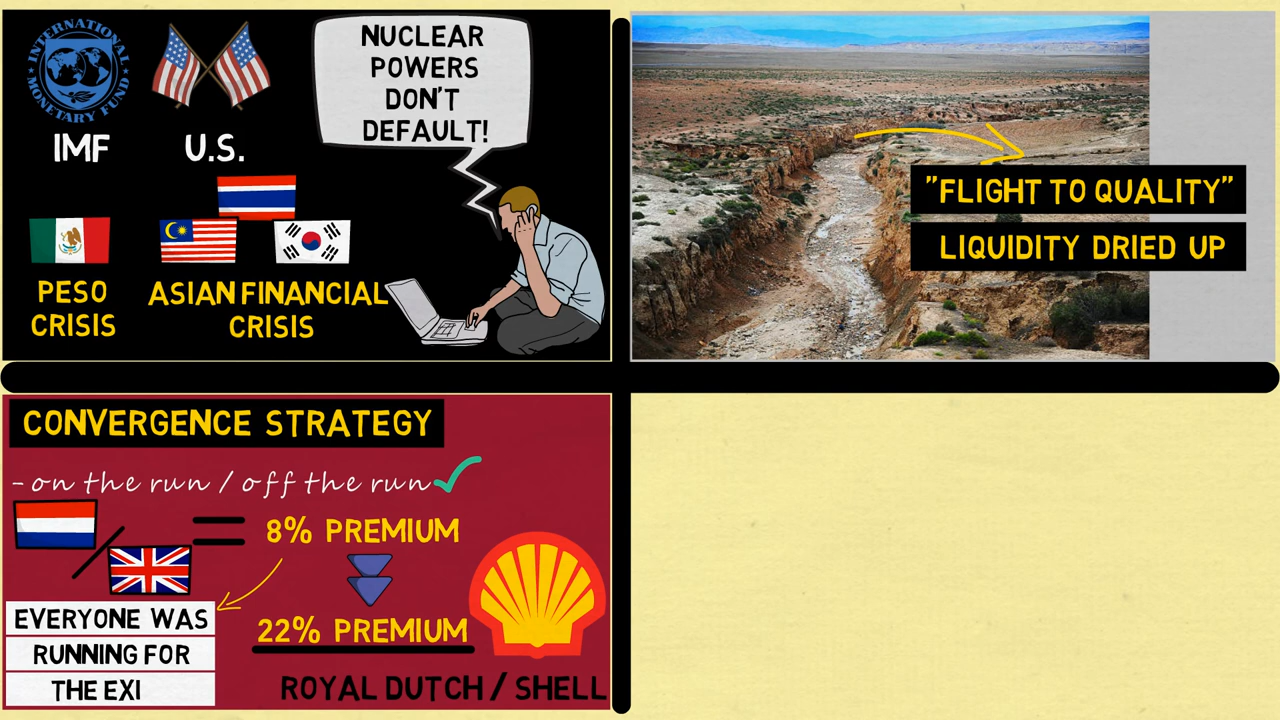 INTERNATIONAL
MONETARY FUND
IMF
U.S.
NUCLEAR
POWERS
DON'T
DEFAULT!
PESO
CRISIS
ASIAN FINANCIAL
CRISIS
"FLIGHT TO QUALITY"
LIQUIDITY DRIED UP
CONVERGENCE STRATEGY
-on the run / off the run
/
=
8% PREMIUM
22% PREMIUM
EVERYONE WAS
RUNNING FOR
THE EXI
ROYAL DUTCH / SHELL